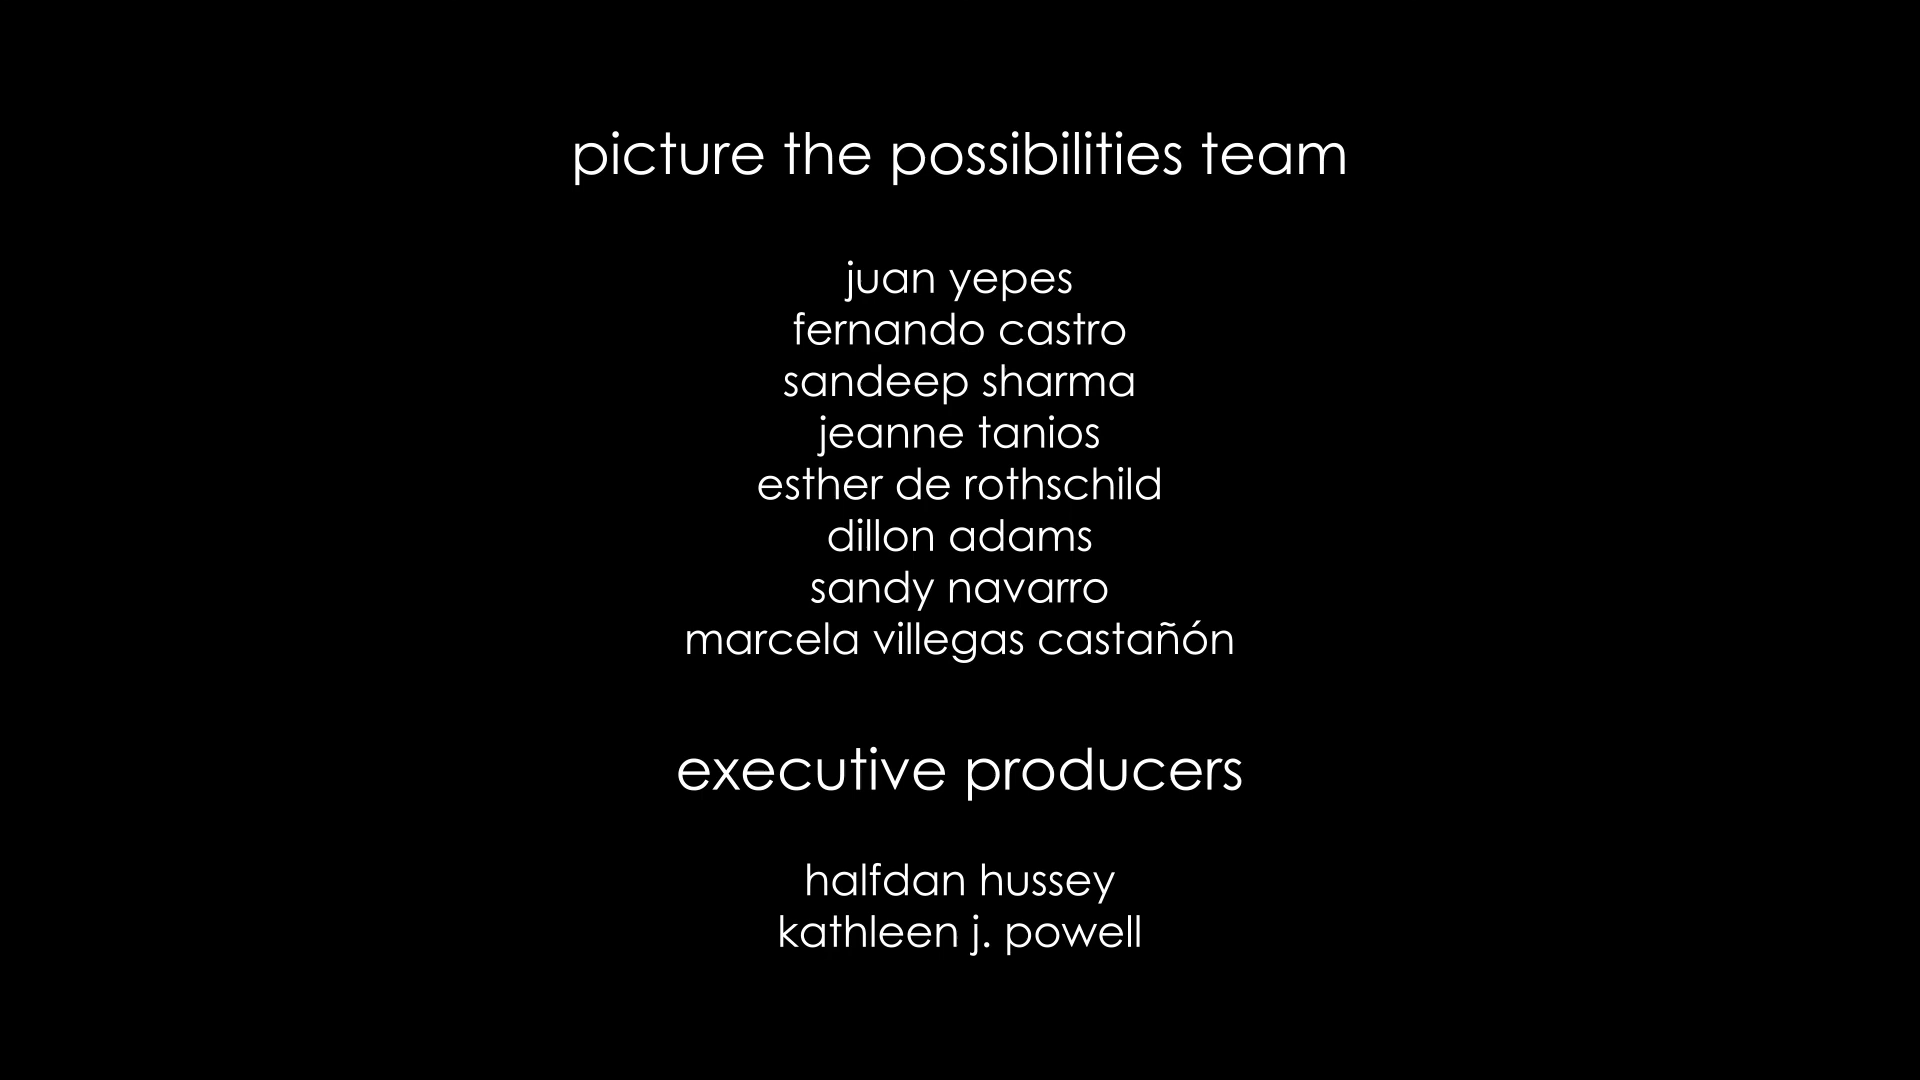 picture the possibilities team
juan yepes
fernando castro
sandeep sharma
jeanne tanios
esther de rothschild
dillon adams
sandy navarro
marcela villegas castañón
executive producers
halfdan hussey
kathleen j. powell